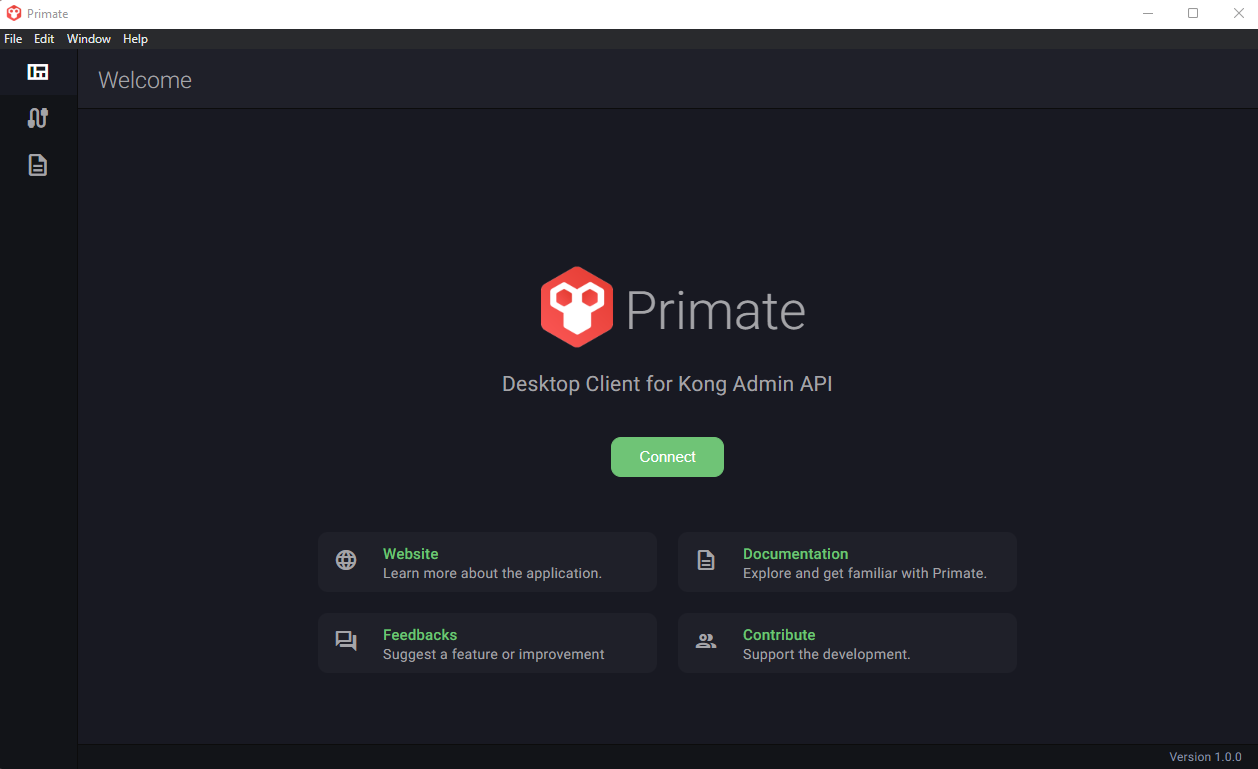 Primate
File Edit Window Help
Welcome
Primate
Desktop Client for Kong Admin API
Connect
Website
Learn more about the application.
Documentation
Explore and get familiar with Primate.
Feedbacks
Suggest a feature or improvement
Contribute
Support the development.
Version 1.0.0